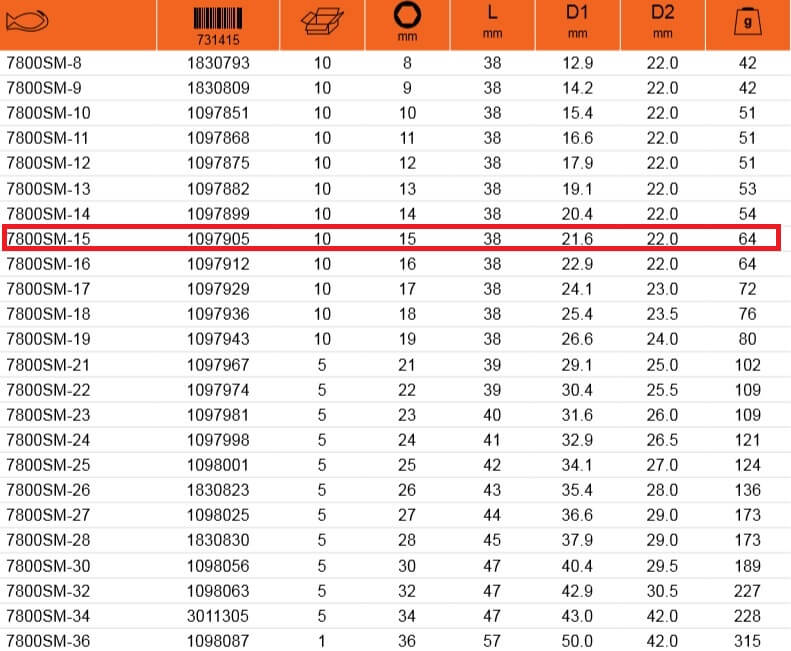 731415 mm L mm D1 mm D2 mm g
7800SM-8 1830793 10 8 38 12.9 22.0 42
7800SM-9 1830809 10 9 38 14.2 22.0 42
7800SM-10 1097851 10 10 38 15.4 22.0 51
7800SM-11 1097868 10 11 38 16.6 22.0 51
7800SM-12 1097875 10 12 38 17.9 22.0 51
7800SM-13 1097882 10 13 38 19.1 22.0 53
7800SM-14 1097899 10 14 38 20.4 22.0 54
7800SM-15 1097905 10 15 38 21.6 22.0 64
7800SM-16 1097912 10 16 38 22.9 22.0 64
7800SM-17 1097929 10 17 38 24.1 23.0 72
7800SM-18 1097936 10 18 38 25.4 23.5 76
7800SM-19 1097943 10 19 38 26.6 24.0 80
7800SM-21 1097967 5 21 39 29.1 25.0 102
7800SM-22 1097974 5 22 39 30.4 25.5 109
7800SM-23 1097981 5 23 40 31.6 26.0 109
7800SM-24 1097998 5 24 41 32.9 26.5 121
7800SM-25 1098001 5 25 42 34.1 27.0 124
7800SM-26 1830823 5 26 43 35.4 28.0 136
7800SM-27 1098025 5 27 44 36.6 29.0 173
7800SM-28 1830830 5 28 45 37.9 29.0 173
7800SM-30 1098056 5 30 47 40.4 29.5 189
7800SM-32 1098063 5 32 47 42.9 30.5 227
7800SM-34 3011305 5 34 47 43.0 42.0 228
7800SM-36 1098087 1 36 57 50.0 42.0 315